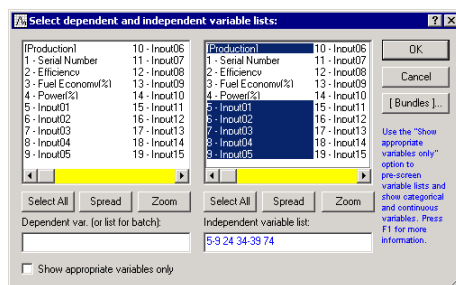 Select dependent and independent variable lists:
[Production] 10 - Input06
1 - Serial Number 11 - Input07
2 - Efficiency 12 - Input08
3 - Fuel Economy(%) 13 - Input09
4 - Power(%) 14 - Input10
5 - Input01 15 - Input11
6 - Input02 16 - Input12
7 - Input03 17 - Input13
8 - Input04 18 - Input14
9 - Input05 19 - Input15
Select All Spread Zoom
Dependent var. (or list for batch):
Show appropriate variables only
[Production] 10 - Input06
1 - Serial Number 11 - Input07
2 - Efficiency 12 - Input08
3 - Fuel Economy(%) 13 - Input09
4 - Power(%) 14 - Input10
5 - Input01 15 - Input11
6 - Input02 16 - Input12
7 - Input03 17 - Input13
8 - Input04 18 - Input14
9 - Input05 19 - Input15
Select All Spread Zoom
Independent variable list:
5-9 24 34-39 74
OK
Cancel
[ Bundles ]...
Use the "Show
appropriate
variables only"
option to
pre-screen
variable lists and
show categorical
and continuous
variables. Press
F1 for more
information.